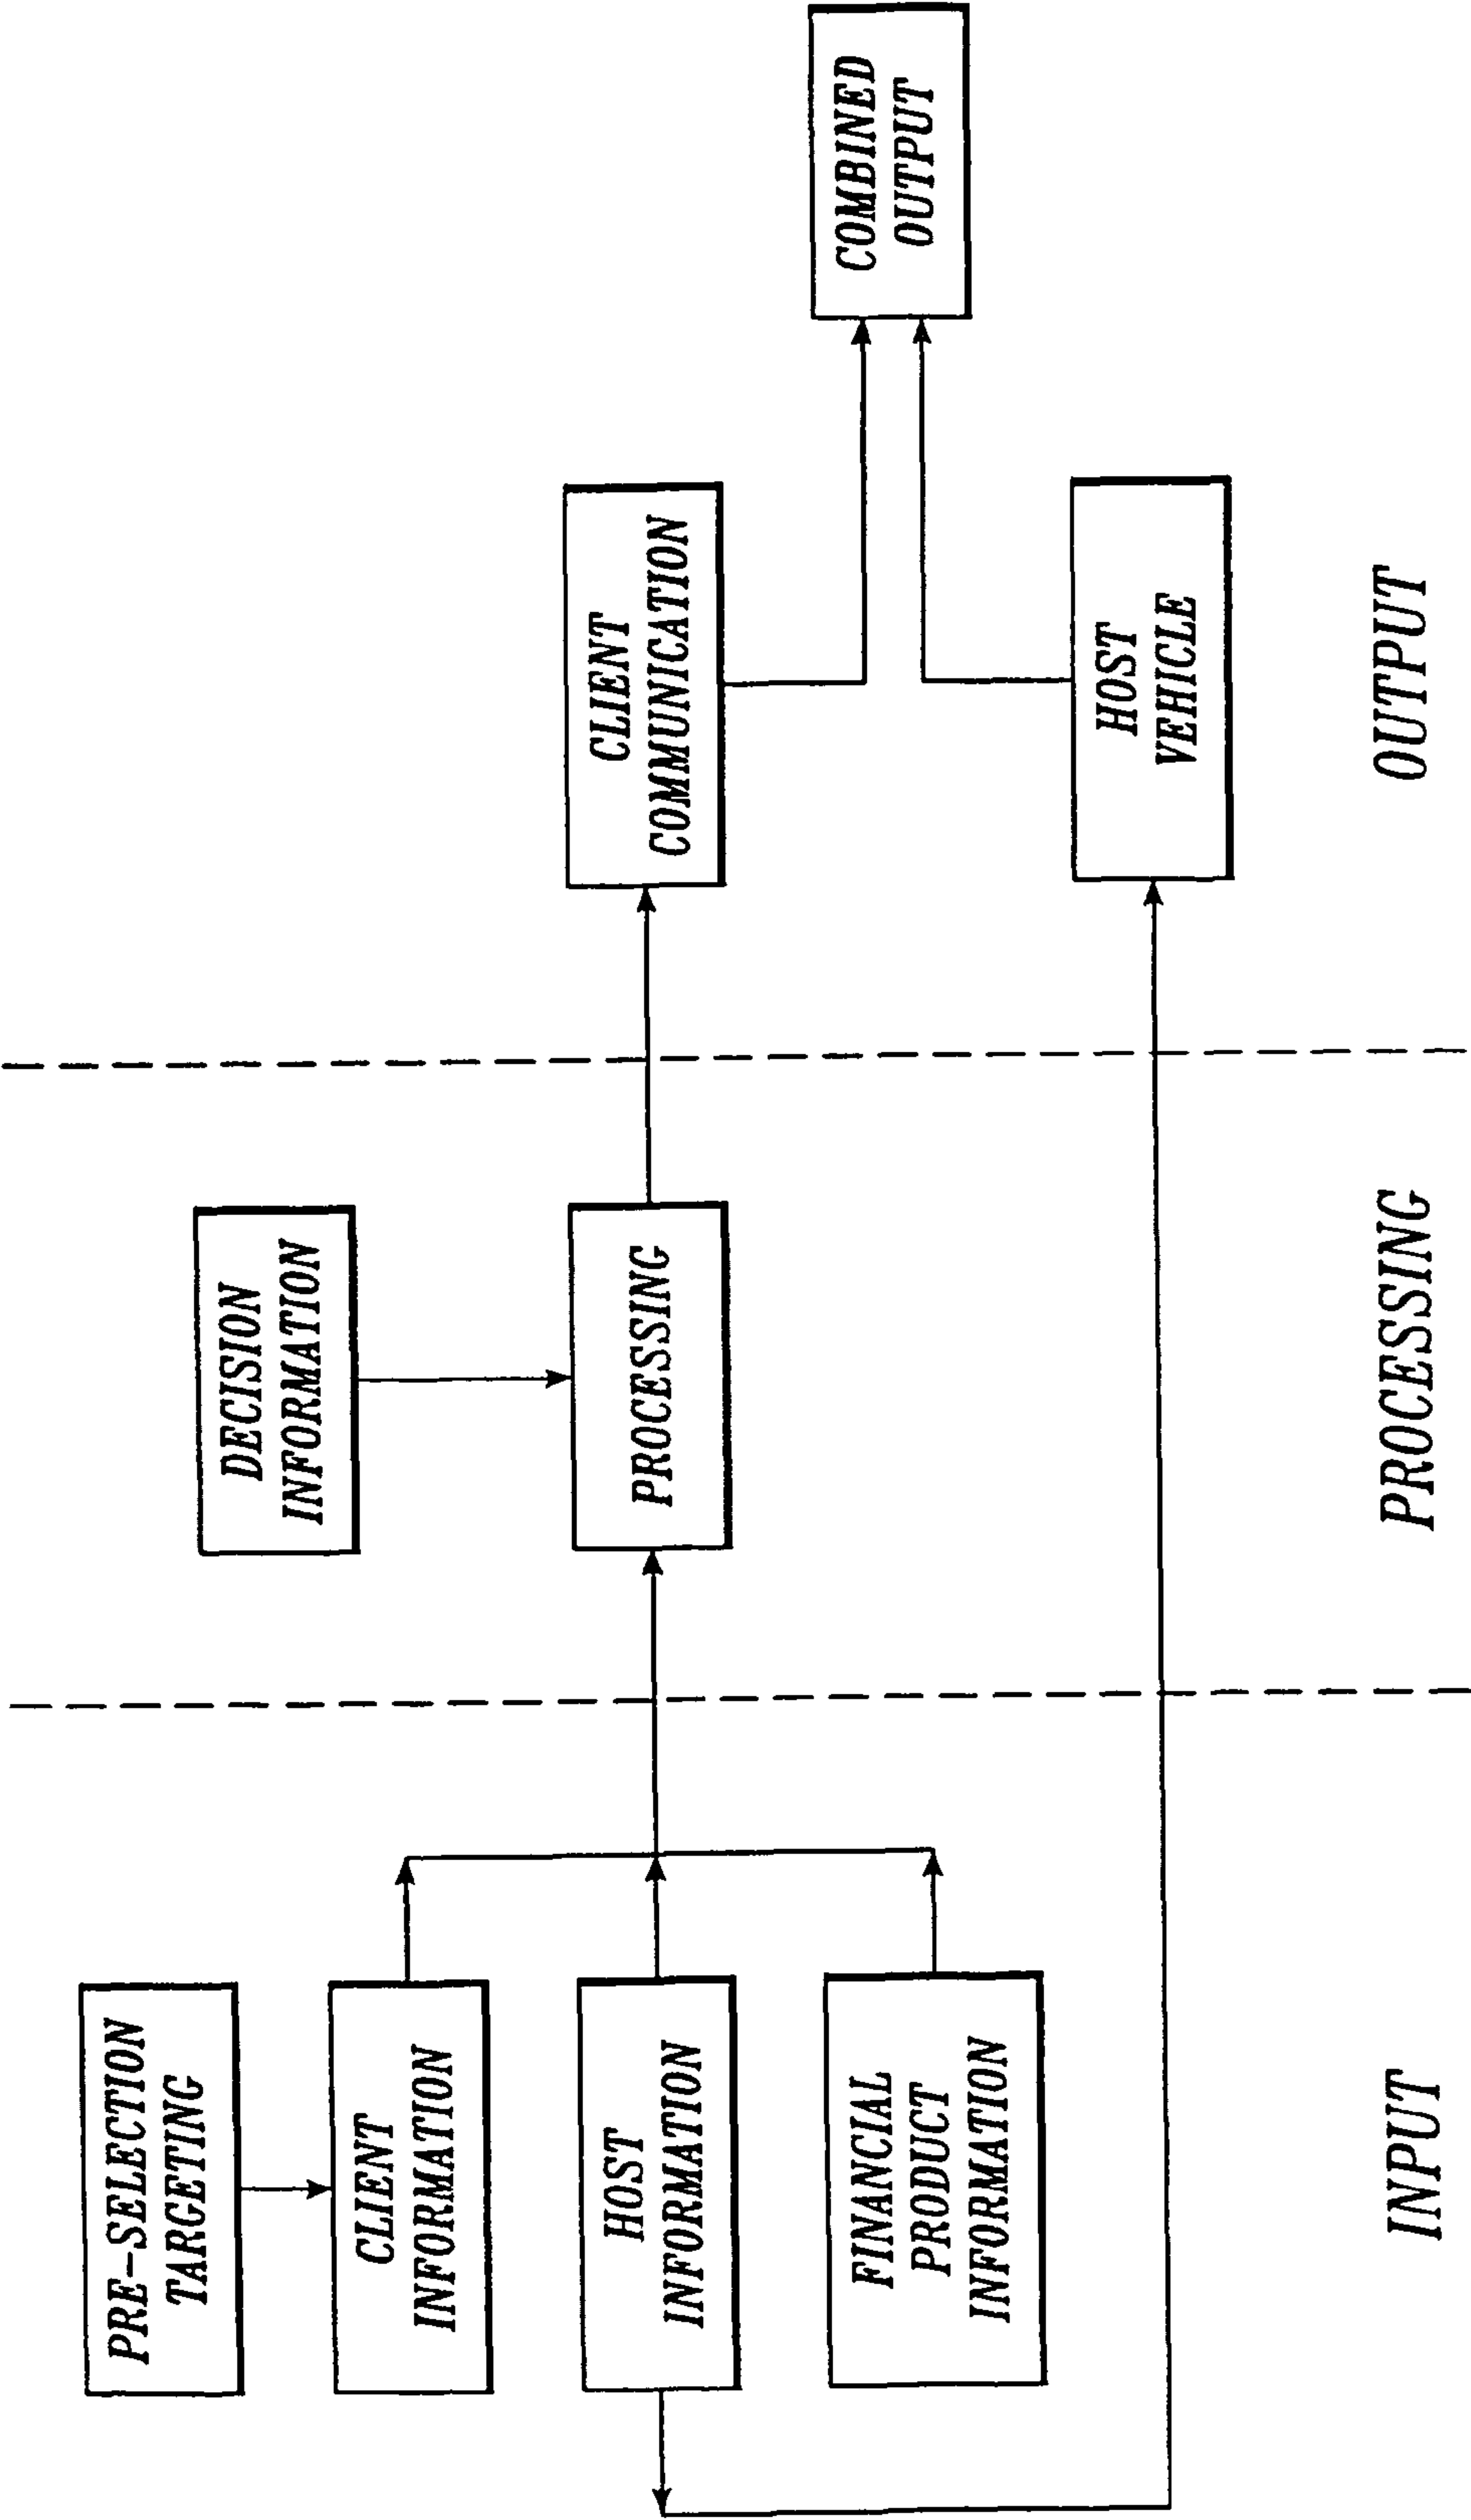 PRE-SELECTION
TARGETING
CLIENT
INFORMATION
HOST
INFORMATION
FINANCIAL
PRODUCT
INFORMATION
INPUT
DECISION
INFORMATION
PROCESSING
PROCESSING
CLIENT
COMMUNICATION
HOST
VEHICLE
OUTPUT
COMBINED
OUTPUT